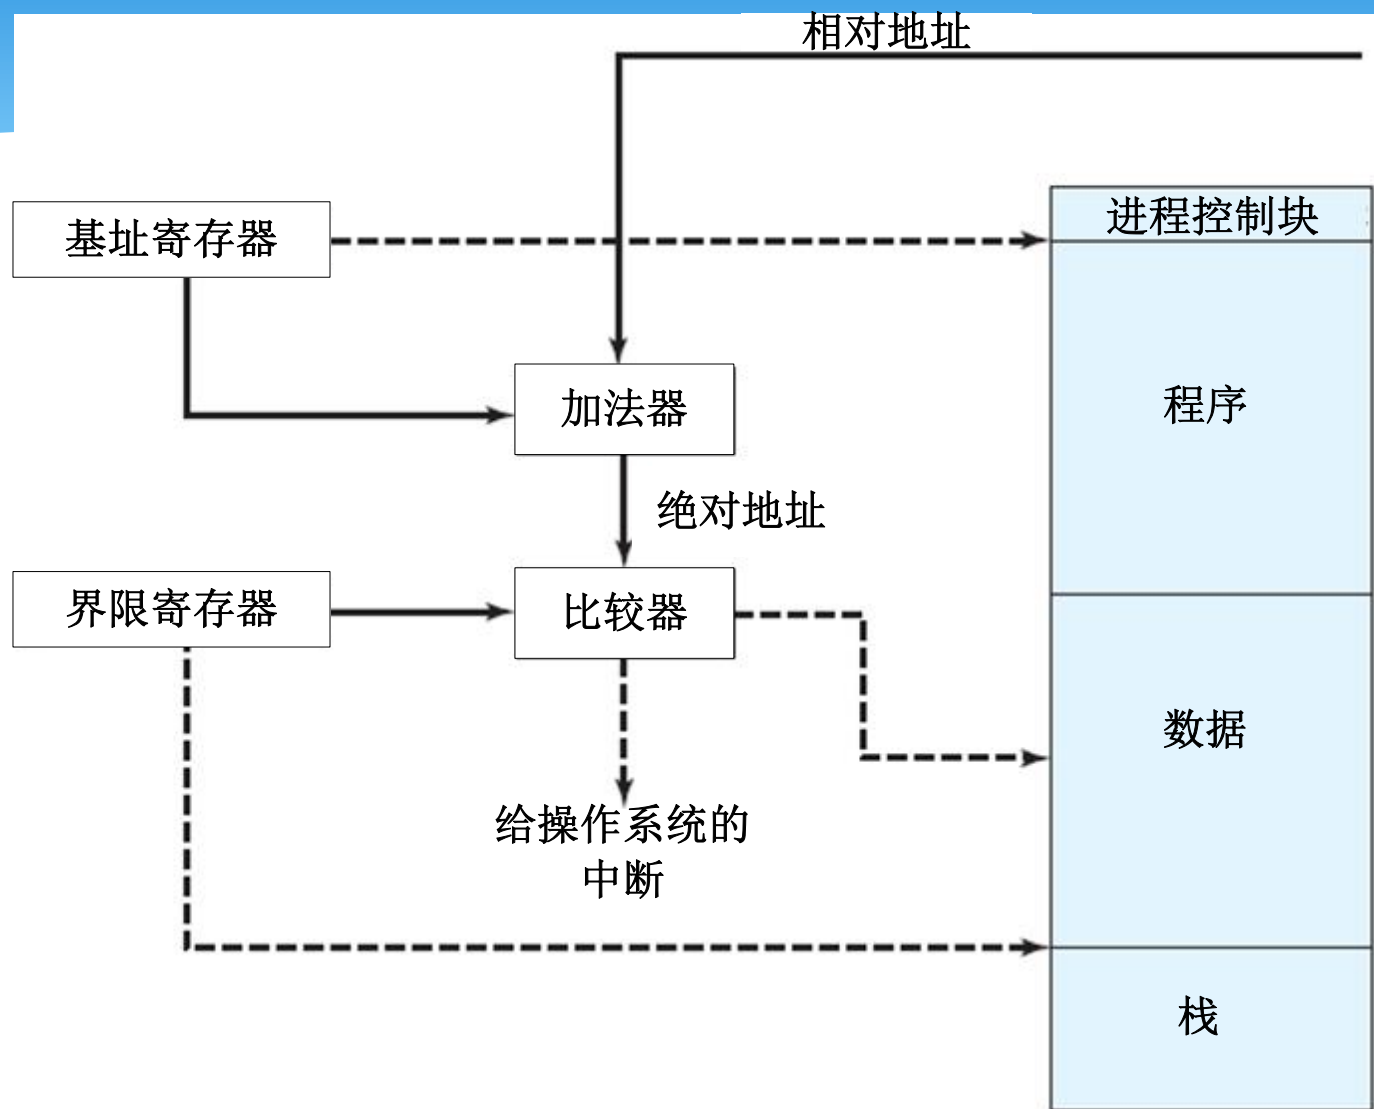 相对地址
基址寄存器
进程控制块
加法器
程序
绝对地址
界限寄存器
比较器
数据
给操作系统的
中断
栈